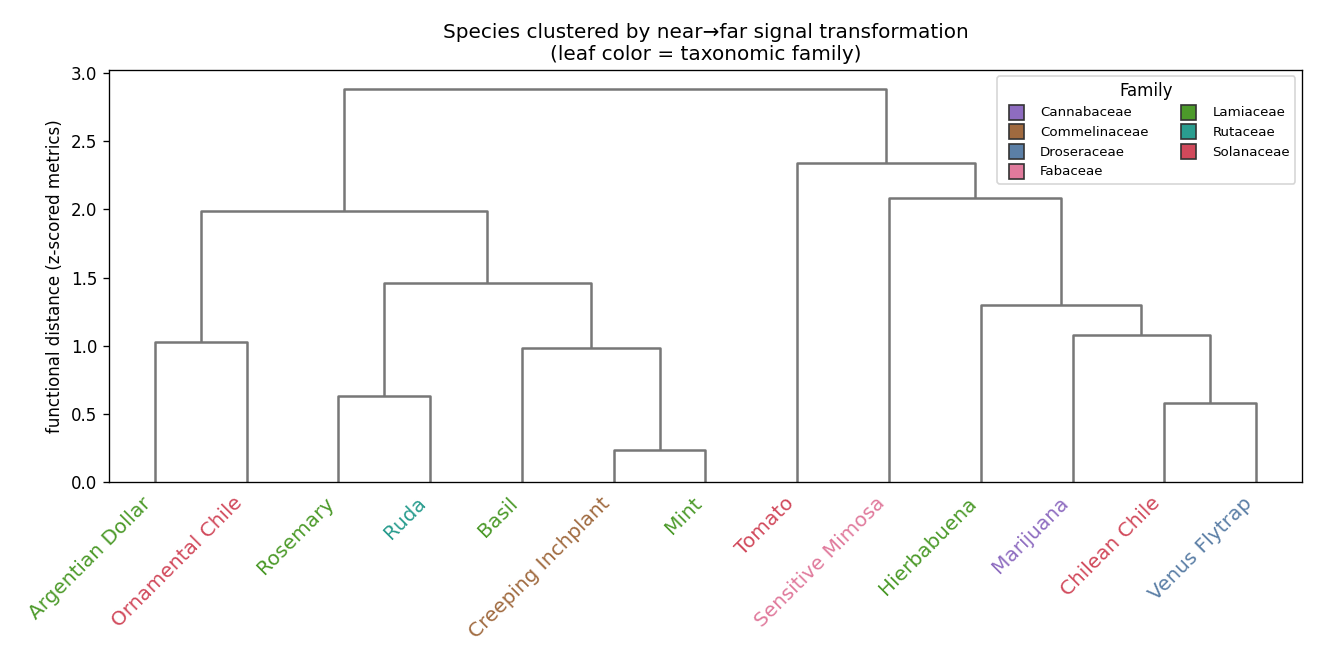 Species clustered by near→far signal transformation
(leaf color = taxonomic family)
functional distance (z-scored metrics)
3.0
2.5
2.0
1.5
1.0
0.5
0.0
Family
Cannabaceae
Commelinaceae
Droseraceae
Fabaceae
Lamiaceae
Rutaceae
Solanaceae
Argentian Dollar
Ornamental Chile
Rosemary
Ruda
Basil
Creeping Inchplant
Mint
Tomato
Sensitive Mimosa
Hierbabuena
Marijuana
Chilean Chile
Venus Flytrap